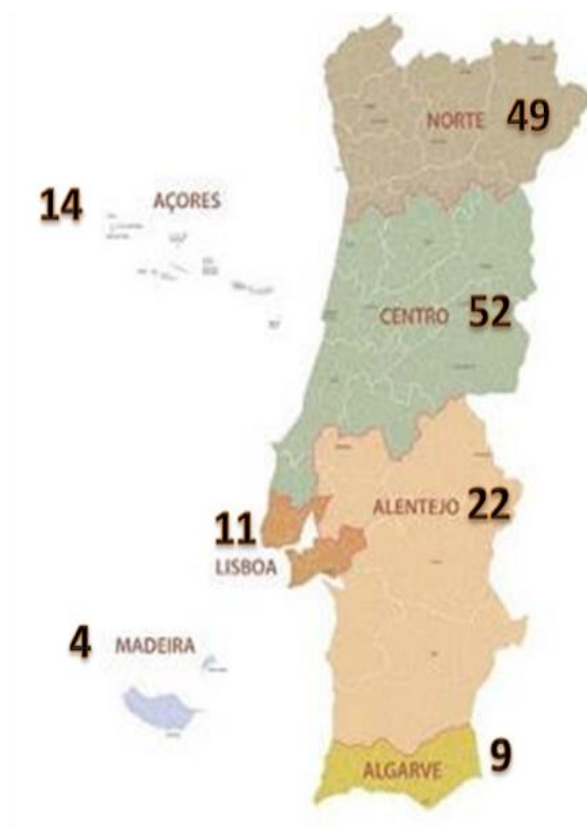 NORTE 49
14 AÇORES
CENTRO 52
ALENTEJO 22
11
LISBOA
4 MADEIRA
9
ALGARVE